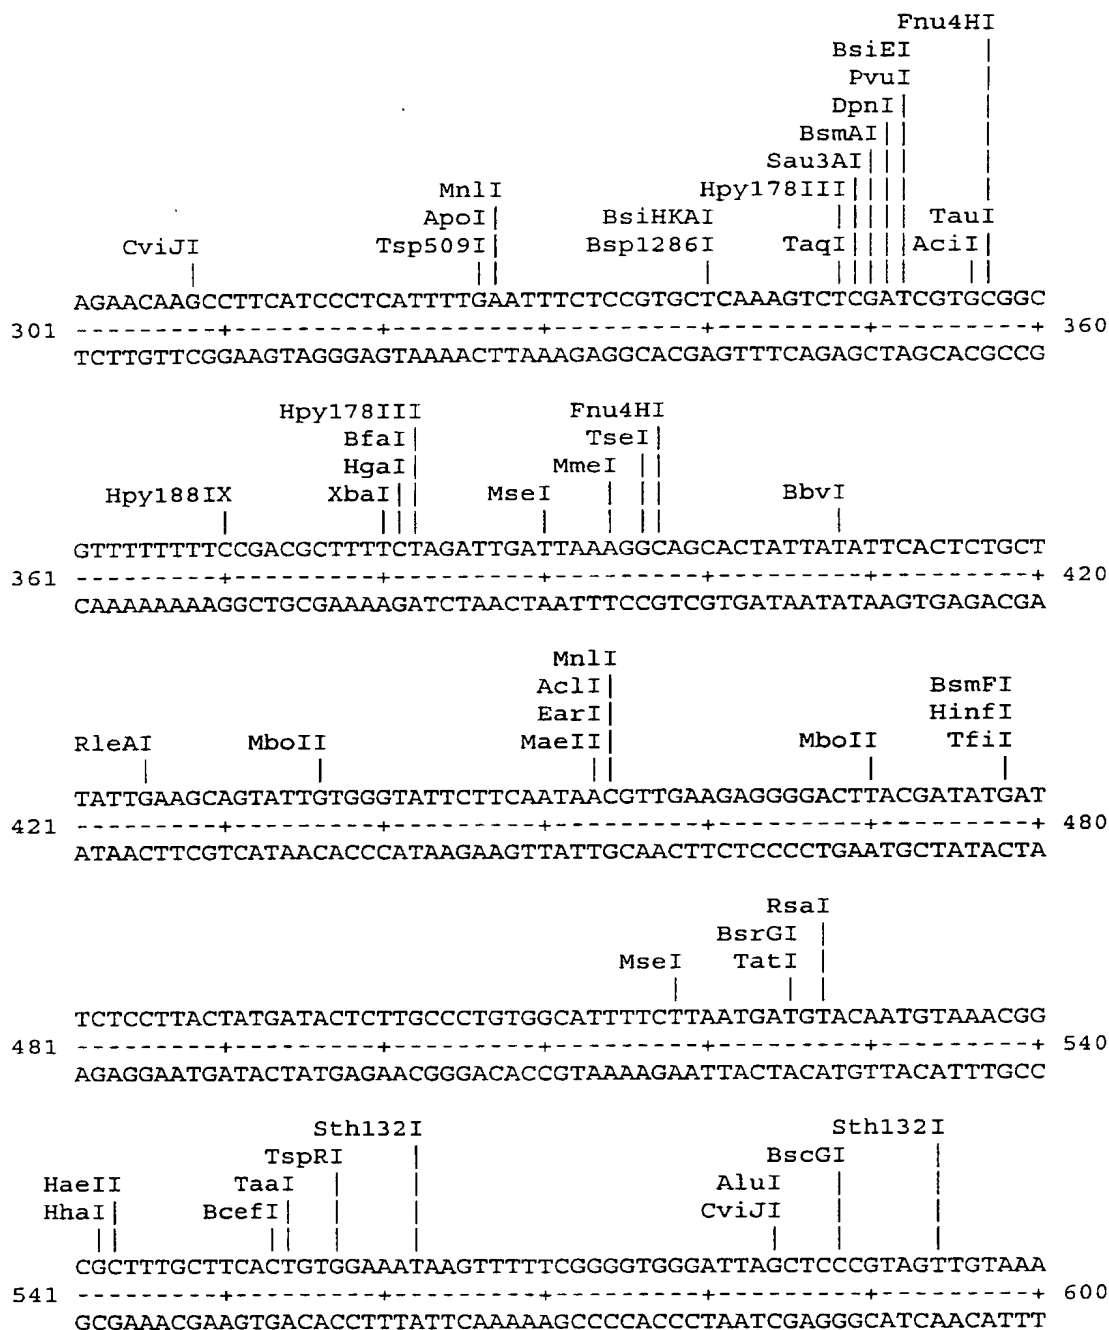 Fnu4HI
BsiEI
PvuI
DpnI
BsmAI
Sau3AI
MnlI Hpy178III
ApoI BsiHKAI TauI
CviJI Tsp509I Bsp1286I TaqI AciI
AGAACAAGCCTTCATCCCTCATTTTGAATTTCTCCGTGCTCAAAGTCTCGATCGTGCGGC
301 ---------+---------+---------+---------+---------+---------+ 360
TCTTGTTCGGAAGTAGGGAGTAAAACTTAAAGAGGCACGAGTTTCAGAGCTAGCACGCCG
Hpy178III Fnu4HI
BfaI TseI
HgaI MmeI
Hpy188IX XbaI MseI BbvI
GTTTTTTTTTCCGACGCTTTTCTAGATTGATTAAAGGCAGCACTATTATATTCACTCTGCT
361 ---------+---------+---------+---------+---------+---------+ 420
CAAAAAAAAGGCTGCGAAAAGATCTAACTAATTTCCGTCGTGATAATATAAGTGAGACGA
MnlI
AclI BsmFI
EarI HinfI
RleAI MboII MaeII MboII TfiI
TATTGAAGCAGTATTGTGGGTATTCTTCAATAACGTTGAAGAGGGGACTTACGATATGAT
421 ---------+---------+---------+---------+---------+---------+ 480
ATAACTTCGTCATAACACCCATAAGAAGTTATTGCAACTTCTCCCCTGAATGCTATACTA
RsaI
BsrGI
MseI TatI
TCTCCTTACTATGATACTCTTGCCCTGTGGCATTTTCTTAATGATGTACAATGTAAACGG
481 ---------+---------+---------+---------+---------+---------+ 540
AGAGGAATGATACTATGAGAACGGGACACCGTAAAAGAATTACTACATGTTACATTTGCC
Sth132I Sth132I
TspRI BscGI
HaeII TaaI AluI
HhaI BcefI CviJI
CGCTTTGCTTCACTGTGGAAATAAGTTTTTCGGGGTGGGATTAGCTCCCGTAGTTGTAAA
541 ---------+---------+---------+---------+---------+---------+ 600
GCGAAACGAAGTGACACCTTTATTCAAAAAGCCCCACCCTAATCGAGGGCATCAACATTT